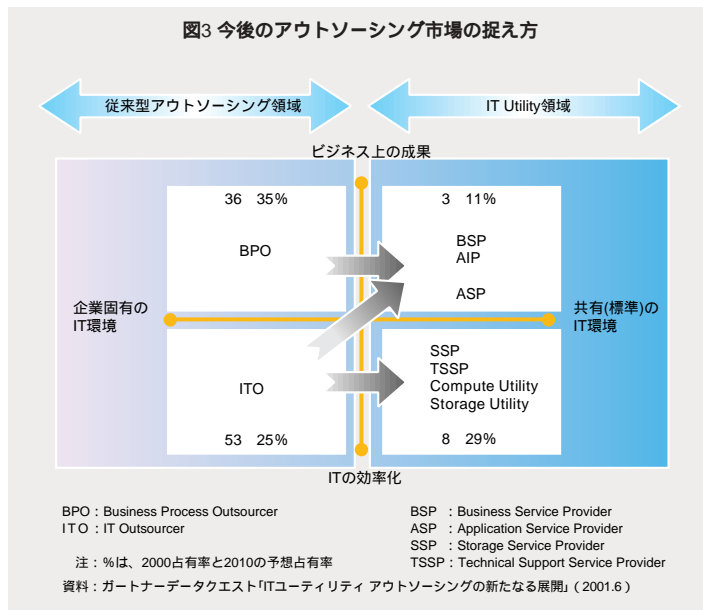 図3 今後のアウトソーシング市場の捉え方
従来型アウトソーシング領域
IT Utility領域
ビジネス上の成果
36 35%
BPO
3 11%
BSP
AIP
ASP
企業固有の
IT環境
共有(標準)の
IT環境
ITO
53 25%
SSP
TSSP
Compute Utility
Storage Utility
8 29%
ITの効率化
BPO：Business Process Outsourcer
ITO：IT Outsourcer
注：%は、2000占有率と2010の予想占有率
BSP ：Business Service Provider
ASP ：Application Service Provider
SSP ：Storage Service Provider
TSSP：Technical Support Service Provider
資料：ガートナーデータクエスト「ITユーティリティ アウトソーシングの新たなる展開」（2001.6）